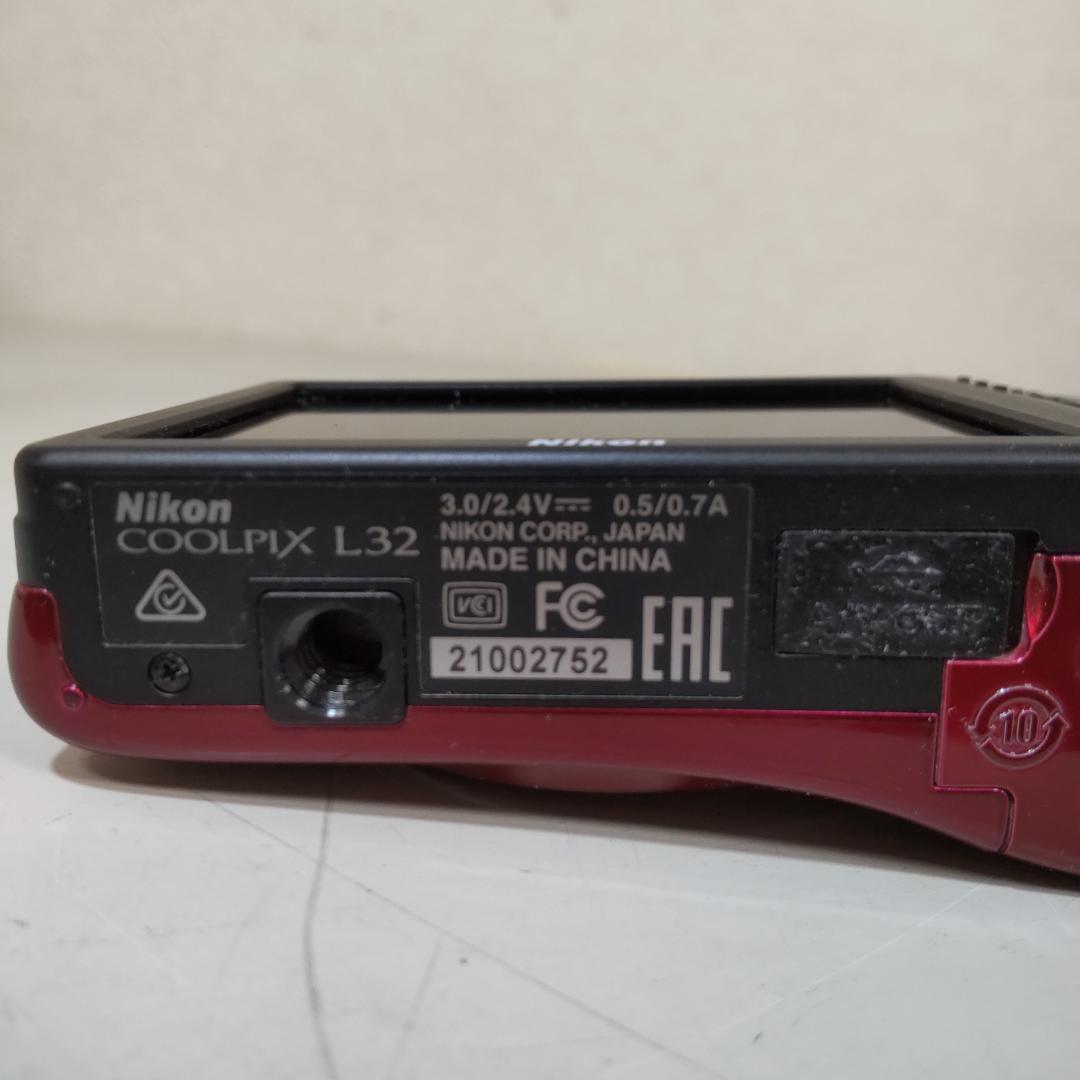 Nikon
Nikon
COOLPIX L32
3.0/2.4V⎓ 0.5/0.7A
NIKON CORP., JAPAN
MADE IN CHINA
VCCI
FC
EAC
21002752
10